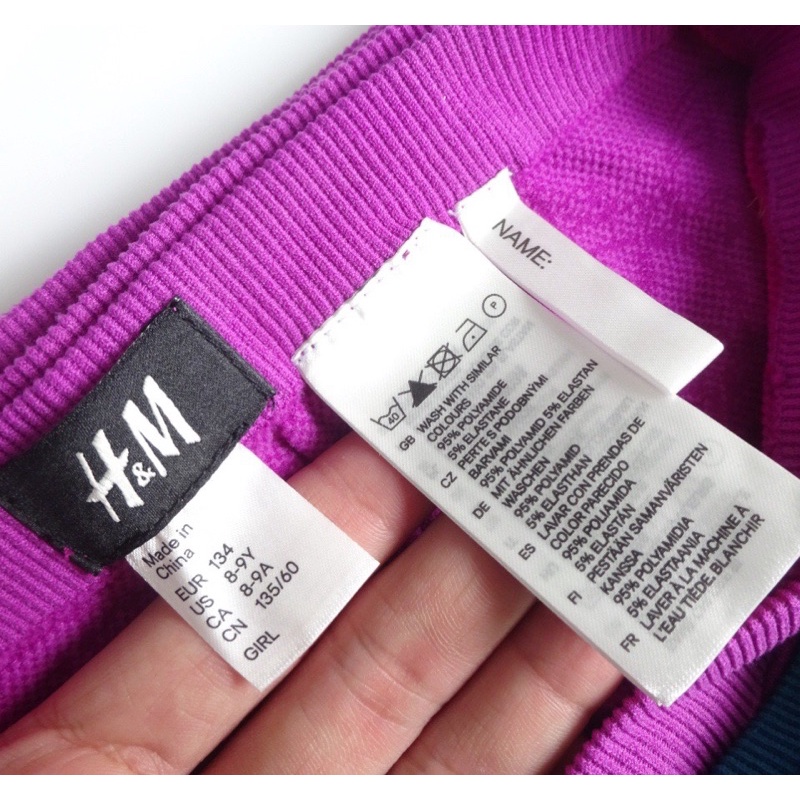 H&M
Made in
China
EUR 134
US 8-9Y
CA 8-9A
CN 135/60
GIRL
NAME:
40
P
GB WASH WITH SIMILAR
COLOURS
95% POLYAMIDE
5% ELASTANE
CZ PERTE S PODOBNÝMI
BARVAMI
95% POLYAMID 5% ELASTAN
DE MIT ÄHNLICHEN FARBEN
WASCHEN
95% POLYAMID
5% ELASTHAN
ES LAVAR CON PRENDAS DE
COLOR PARECIDO
95% POLIAMIDA
5% ELASTÁN
FI PESTÄÄN SAMANVÄRISTEN
KANSSA
95% POLYAMIDIA
5% ELASTAANIA
FR LAVER À LA MACHINE À
L'EAU TIÈDE. BLANCHIR